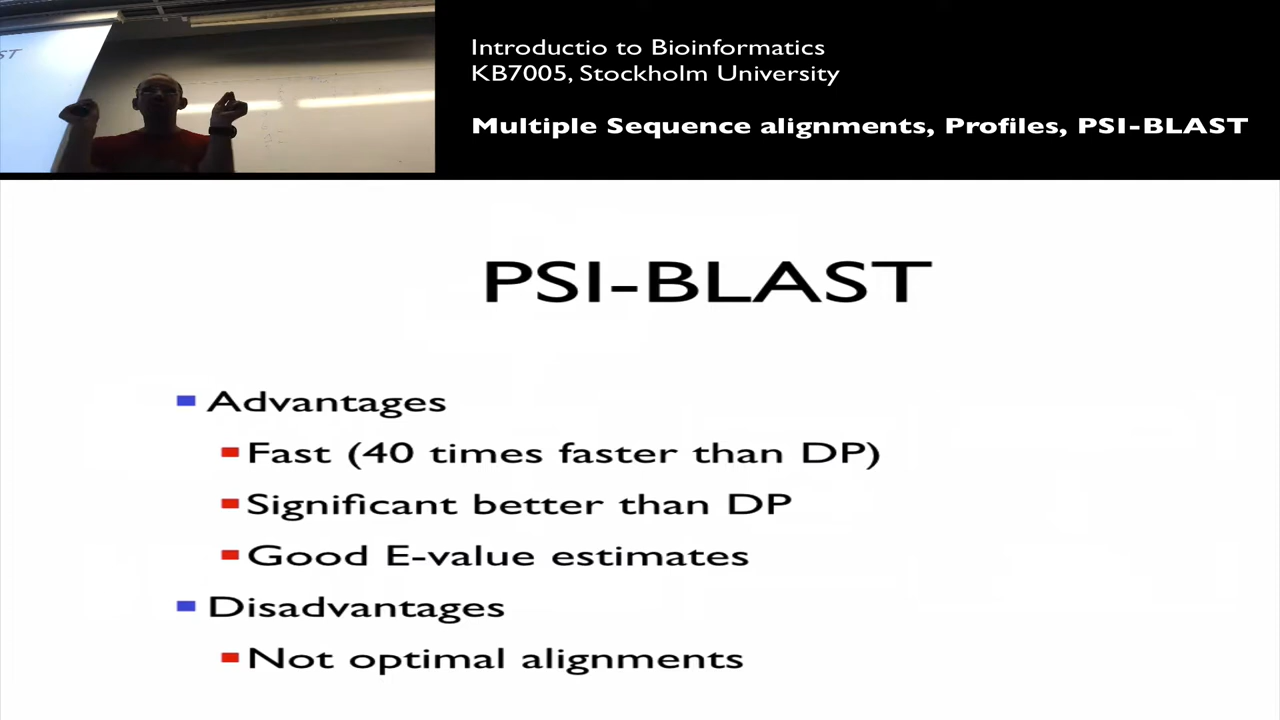 ST
Introductio to Bioinformatics
KB7005, Stockholm University
Multiple Sequence alignments, Profiles, PSI-BLAST
PSI-BLAST
Advantages
Fast (40 times faster than DP)
Significant better than DP
Good E-value estimates
Disadvantages
Not optimal alignments